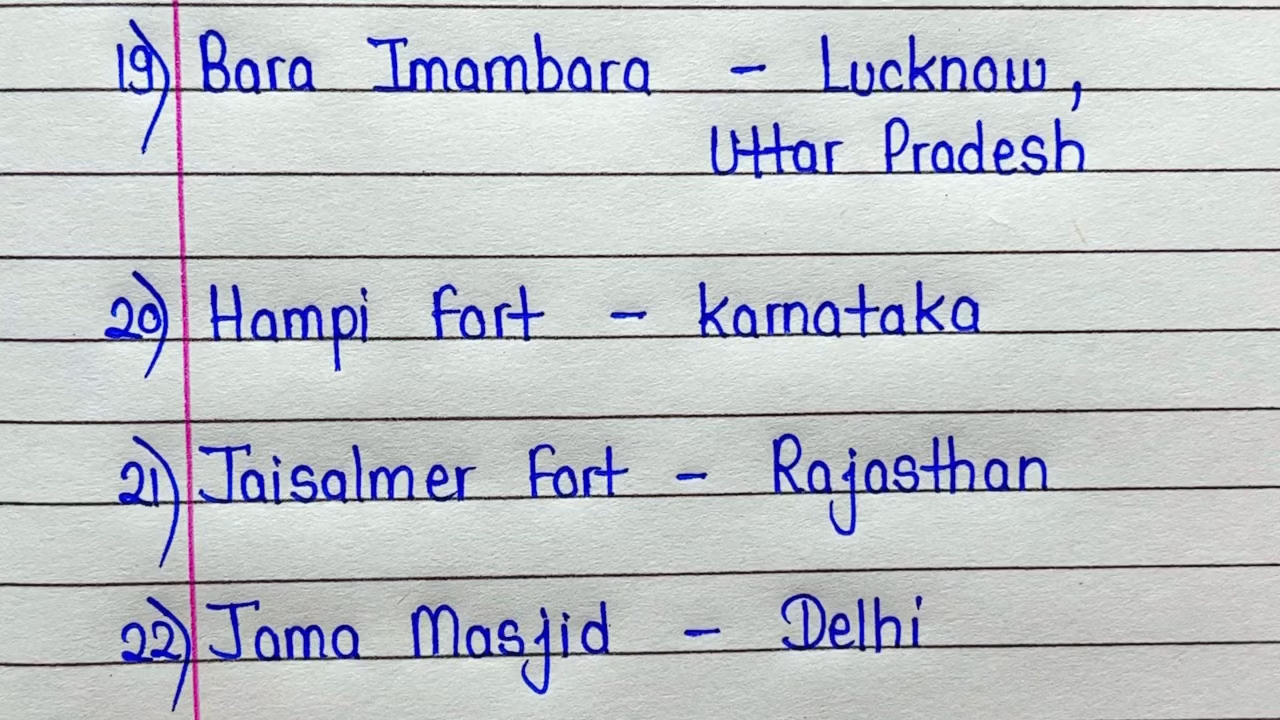 19) Bara Imambara - Lucknow,
Uttar Pradesh
20) Hampi Fort - Karnataka
21) Jaisalmer Fort - Rajasthan
22) Jama Masjid - Delhi